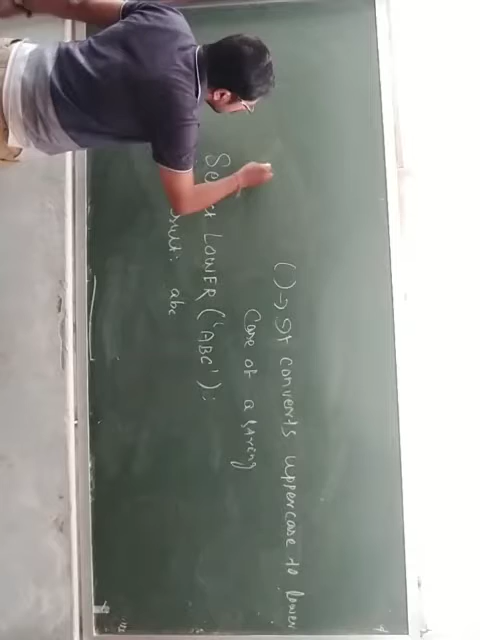 () → It converts uppercase to lower
case of a string
LOWER ('ABC');
abc